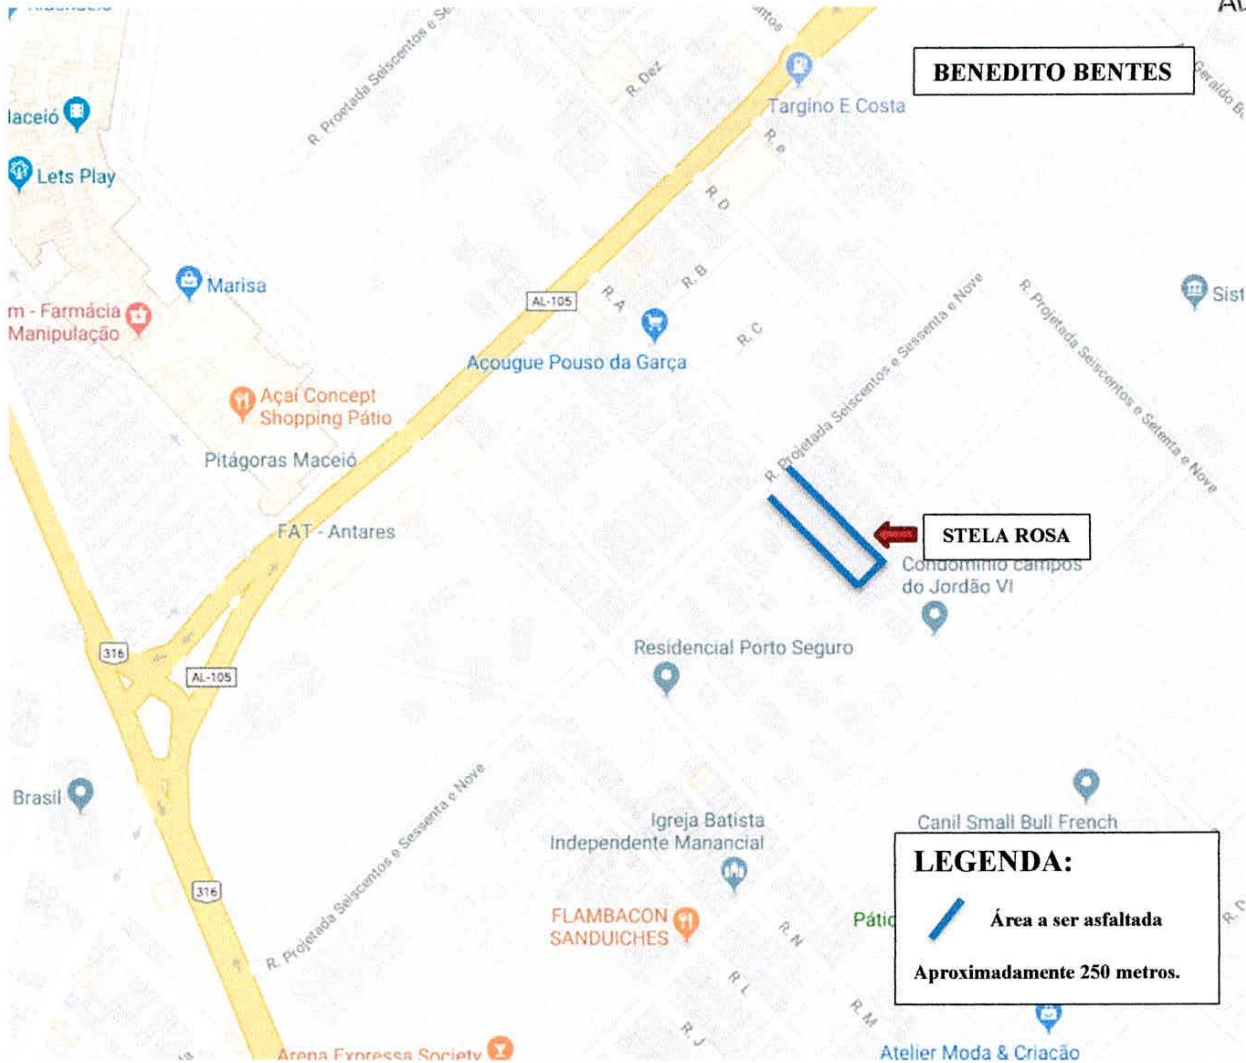 BENEDITO BENTES
R. Dez
Targino E Costa
laceió
R. e
Lets Play
R. D
Marisa
R. B
R. A
AL-105
m - Farmácia
Manipulação
R. C
Açougue Pouso da Garça
R. Projetada Seiscentos e Sessenta e Nove
R. Projetada Seiscentos e Setenta e Nove
Sist
Açaí Concept
Shopping Pátio
Pitágoras Maceió
FAT - Antares
STELA ROSA
Condomínio campos
do Jordão VI
316
AL-105
Residencial Porto Seguro
Brasil
R. Projetada Seiscentos e Sessenta e Nove
316
Igreja Batista
Independente Manancial
Canil Small Bull French
LEGENDA:
Área a ser asfaltada
Aproximadamente 250 metros.
FLAMBACON
SANDUICHES
Pátio
R. N
R. L
R. M
R. J
R. D
Arena Expressa Society
Atelier Moda & Criação